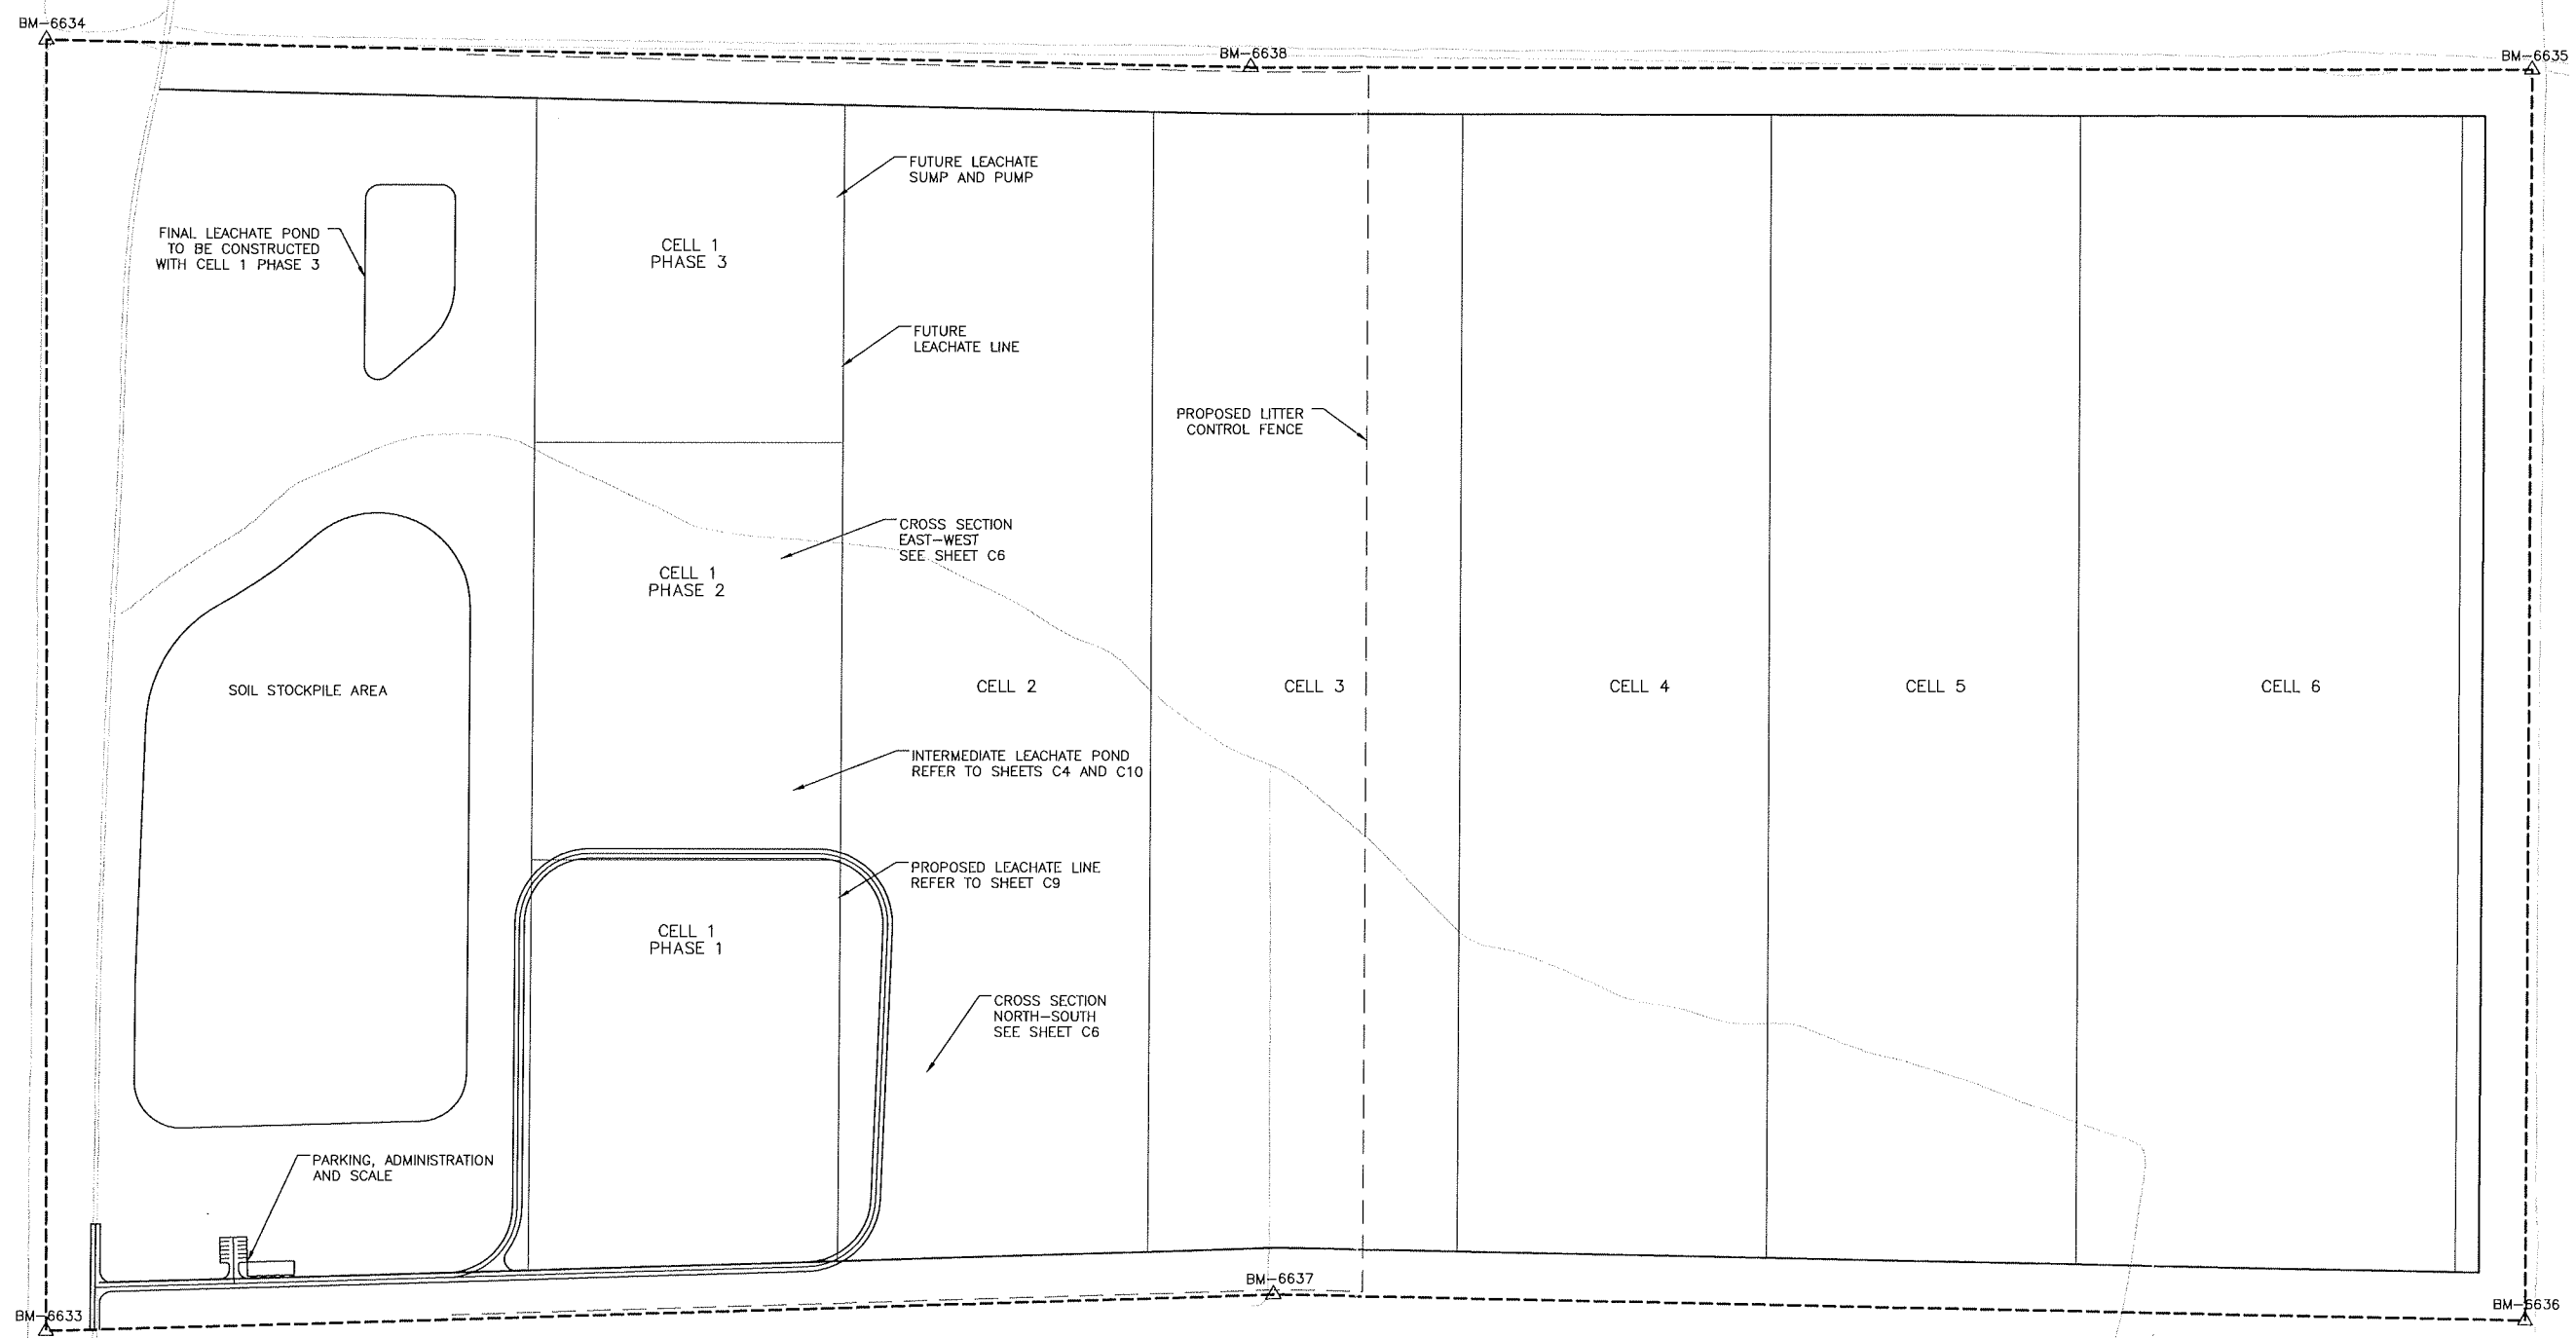 BM-6634
BM-6638
BM-6635
FUTURE LEACHATE
SUMP AND PUMP
FINAL LEACHATE POND
TO BE CONSTRUCTED
WITH CELL 1 PHASE 3
CELL 1
PHASE 3
FUTURE
LEACHATE LINE
PROPOSED LITTER
CONTROL FENCE
CROSS SECTION
EAST-WEST
SEE SHEET C6
CELL 1
PHASE 2
SOIL STOCKPILE AREA
CELL 2
CELL 3
CELL 4
CELL 5
CELL 6
INTERMEDIATE LEACHATE POND
REFER TO SHEETS C4 AND C10
PROPOSED LEACHATE LINE
REFER TO SHEET C9
CELL 1
PHASE 1
CROSS SECTION
NORTH-SOUTH
SEE SHEET C6
PARKING, ADMINISTRATION
AND SCALE
BM-6637
BM-6633
BM-6636